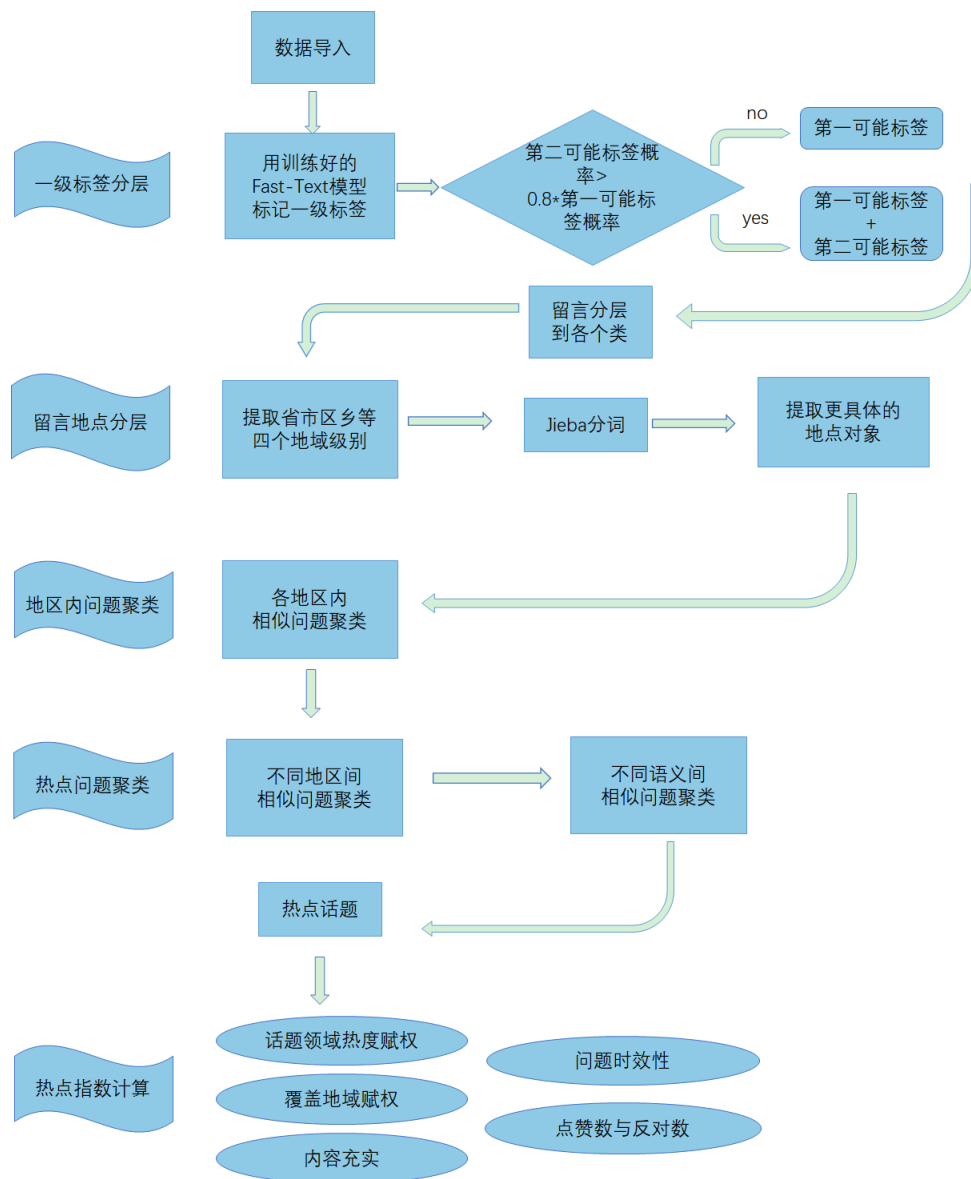 数据导入
一级标签分层
用训练好的
Fast-Text模型
标记一级标签
第二可能标签概
率>
0.8*第一可能标
签概率
no
第一可能标签
yes
第一可能标签
+
第二可能标签
留言分层
到各个类
留言地点分层
提取省市区乡等
四个地域级别
Jieba分词
提取更具体的
地点对象
地区内问题聚类
各地区内
相似问题聚类
热点问题聚类
不同地区间
相似问题聚类
不同语义间
相似问题聚类
热点话题
热点指数计算
话题领域热度赋权
问题时效性
覆盖地域赋权
点赞数与反对数
内容充实